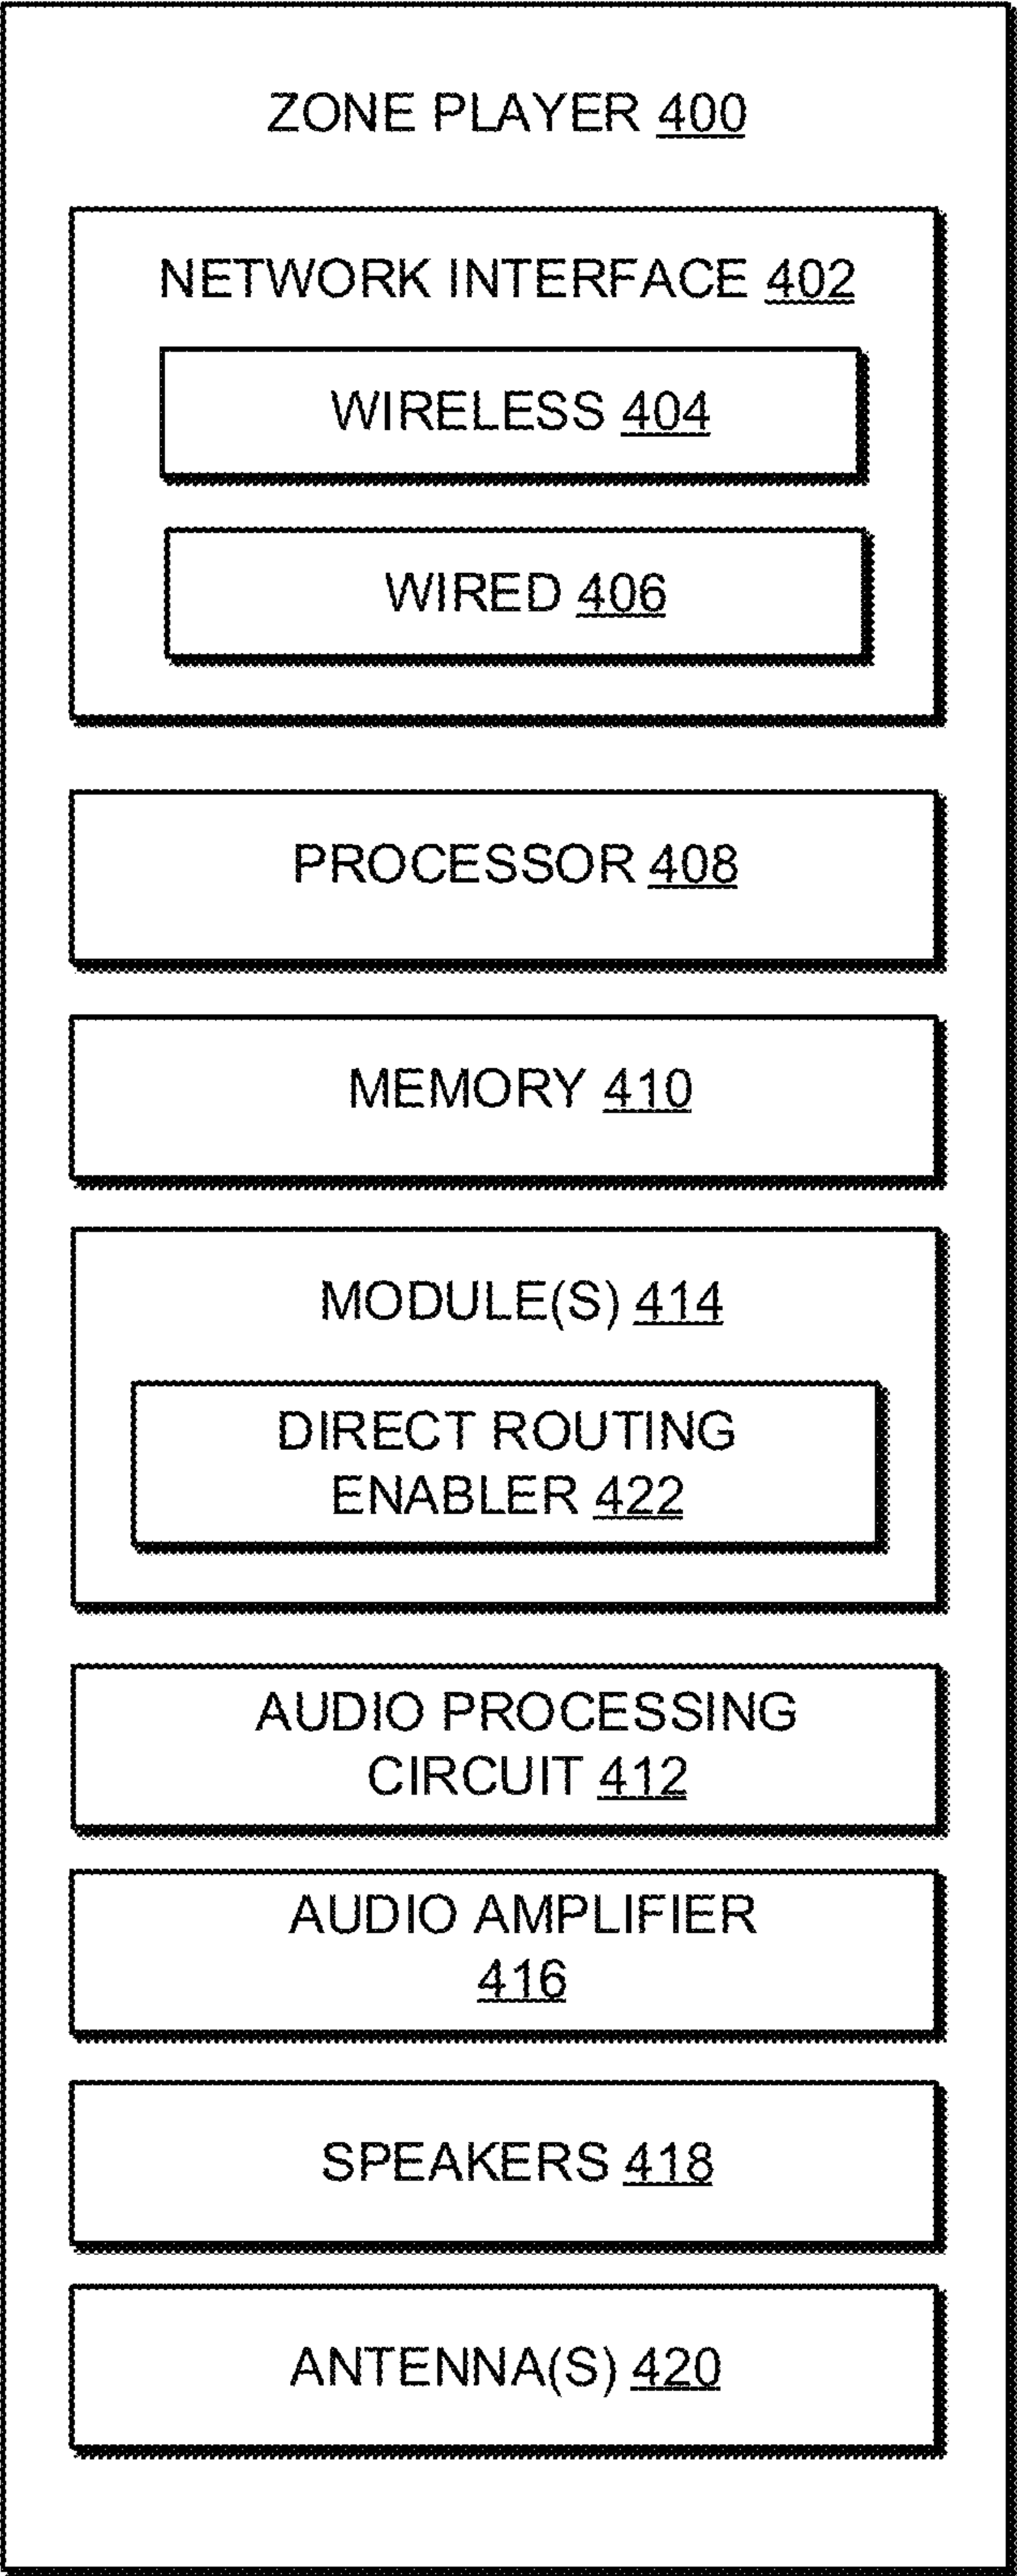 ZONE PLAYER 400
NETWORK INTERFACE 402
WIRELESS 404
WIRED 406
PROCESSOR 408
MEMORY 410
MODULE(S) 414
DIRECT ROUTING
ENABLER 422
AUDIO PROCESSING
CIRCUIT 412
AUDIO AMPLIFIER
416
SPEAKERS 418
ANTENNA(S) 420